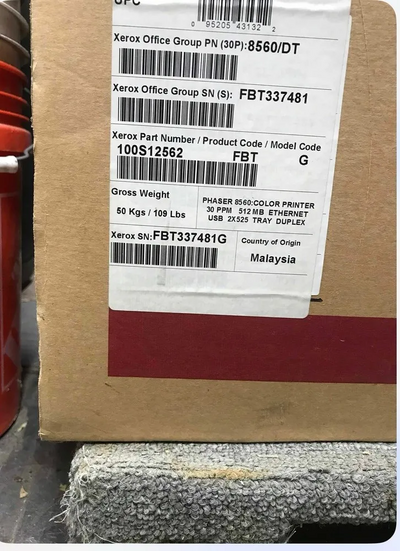 UPC
0 95205 43132 2
Xerox Office Group PN (30P):8560/DT
Xerox Office Group SN (S): FBT337481
Xerox Part Number / Product Code / Model Code
100S12562 FBT G
Gross Weight
50 Kgs / 109 Lbs
PHASER 8560:COLOR PRINTER
30 PPM 512 MB ETHERNET
USB 2X525 TRAY DUPLEX
Xerox SN:FBT337481G
Country of Origin
Malaysia